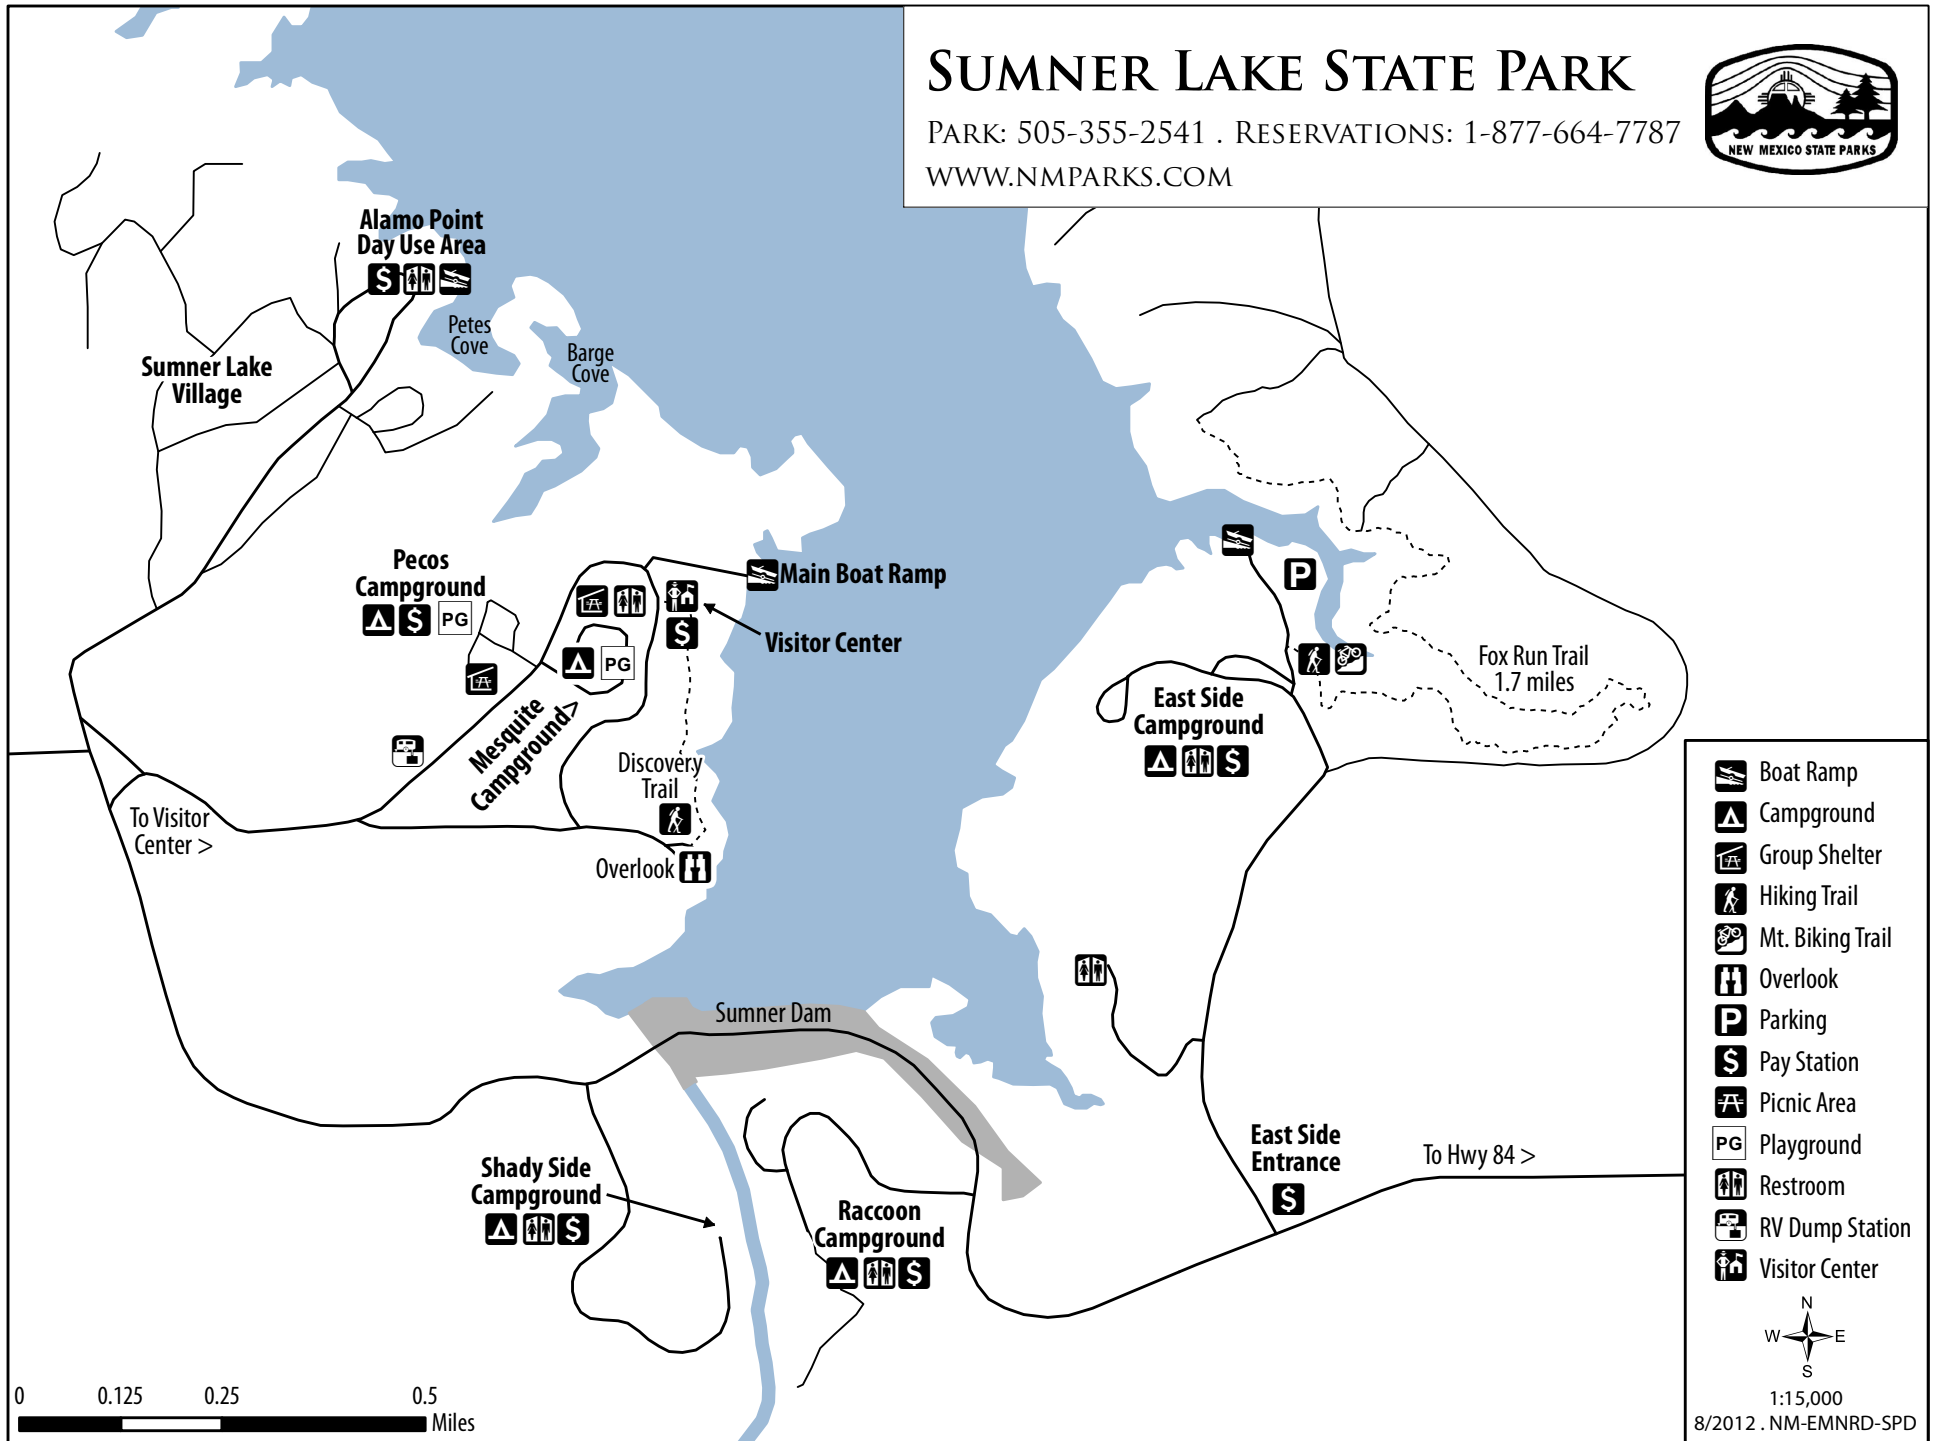 SUMNER LAKE STATE PARK
PARK: 505-355-2541 . RESERVATIONS: 1-877-664-7787
WWW.NMPARKS.COM
NEW MEXICO STATE PARKS
Alamo Point
Day Use Area
$
Petes
Cove
Barge
Cove
Sumner Lake
Village
Pecos
Campground
$
PG
Main Boat Ramp
Visitor Center
$
PG
Mesquite
Campground>
Discovery
Trail
Overlook
To Visitor
Center >
P
Fox Run Trail
1.7 miles
East Side
Campground
$
Sumner Dam
Shady Side
Campground
$
Raccoon
Campground
$
East Side
Entrance
$
To Hwy 84 >
Boat Ramp
Campground
Group Shelter
Hiking Trail
Mt. Biking Trail
Overlook
P Parking
$ Pay Station
Picnic Area
PG Playground
Restroom
RV Dump Station
Visitor Center
N
W E
S
1:15,000
8/2012 . NM-EMNRD-SPD
0 0.125 0.25 0.5
Miles